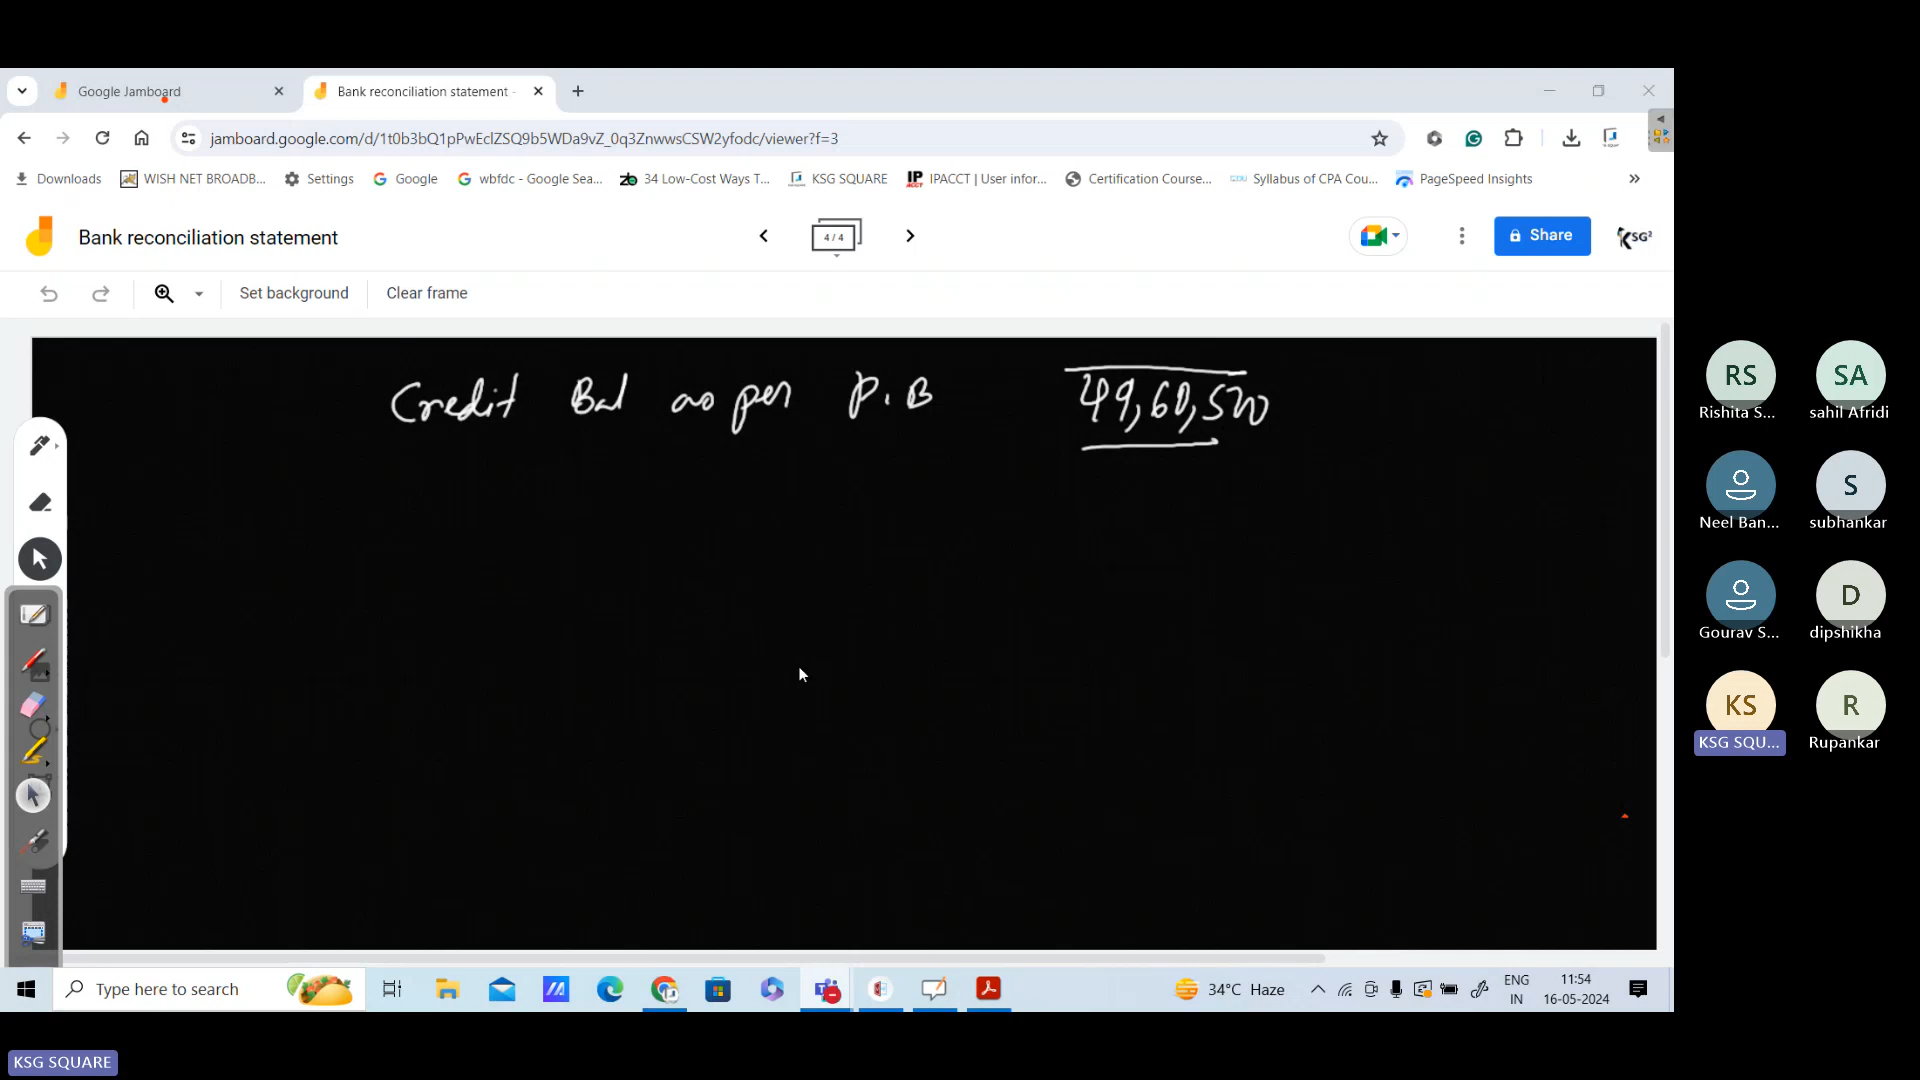 Google Jamboard
Bank reconciliation statement -
jamboard.google.com/d/1t0b3bQ1pPwEclZSQ9b5WDa9vZ_0q3ZnwwsCSW2yfodc/viewer?f=3
Downloads WISH NET BROADB... Settings Google wbfdc - Google Sea... 34 Low-Cost Ways T... KSG SQUARE IPACCT | User infor... Certification Course... Syllabus of CPA Cou... PageSpeed Insights »
Bank reconciliation statement 4 / 4 Share KSG²
Set background Clear frame
Credit Bal as per P.B 49,60,500
RS SA
Rishita S... sahil Afridi
S
Neel Ban... subhankar
D
Gourav S... dipshikha
KS R
KSG SQU... Rupankar
Type here to search 34°C Haze ENG IN 11:54 16-05-2024
KSG SQUARE